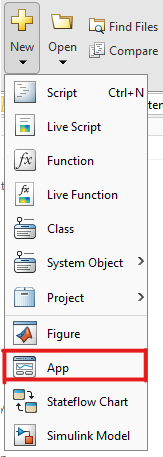 New
Open
Find Files
Compare
Script Ctrl+N
Live Script
Function
Live Function
Class
System Object
Project
Figure
App
Stateflow Chart
Simulink Model